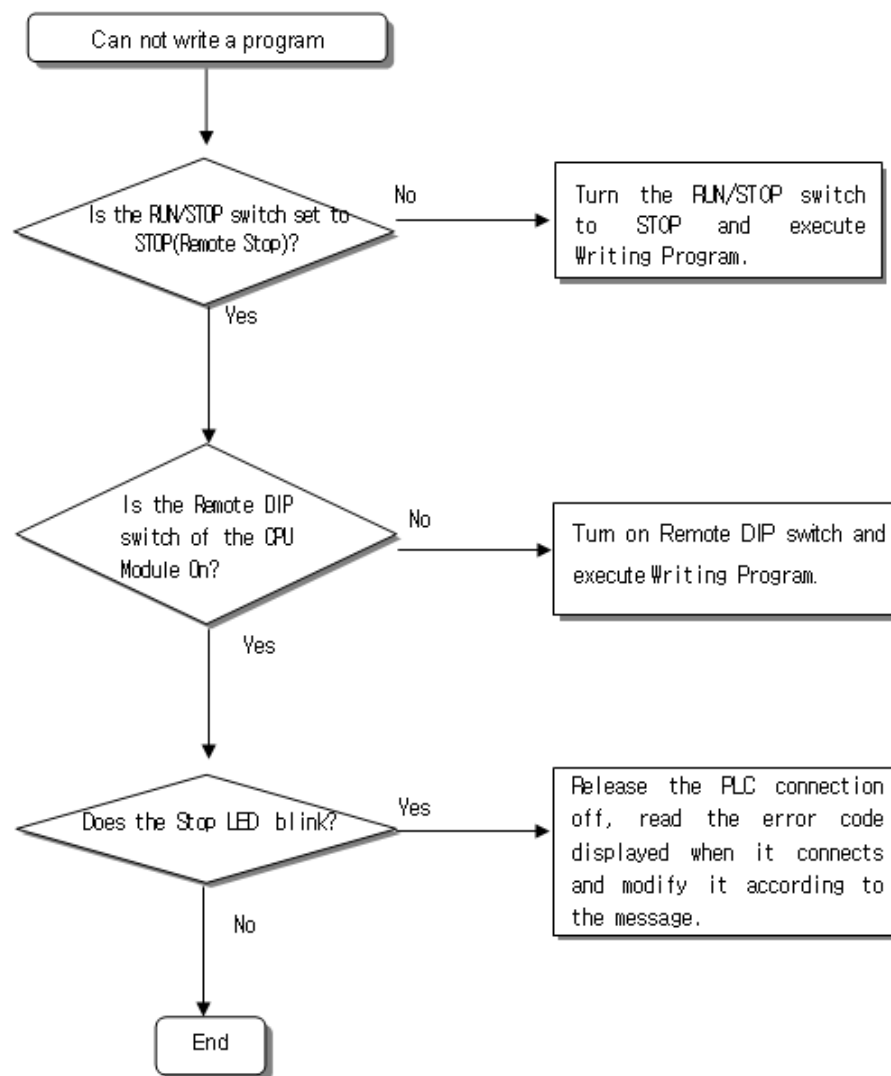 Can not write a program
Is the RUN/STOP switch set to
STOP(Remote Stop)?
No
Turn the RUN/STOP switch
to STOP and execute
Writing Program.
Yes
Is the Remote DIP
switch of the CPU
Module On?
No
Turn on Remote DIP switch and
execute Writing Program.
Yes
Does the Stop LED blink?
Yes
Release the PLC connection
off, read the error code
displayed when it connects
and modify it according to
the message.
No
End